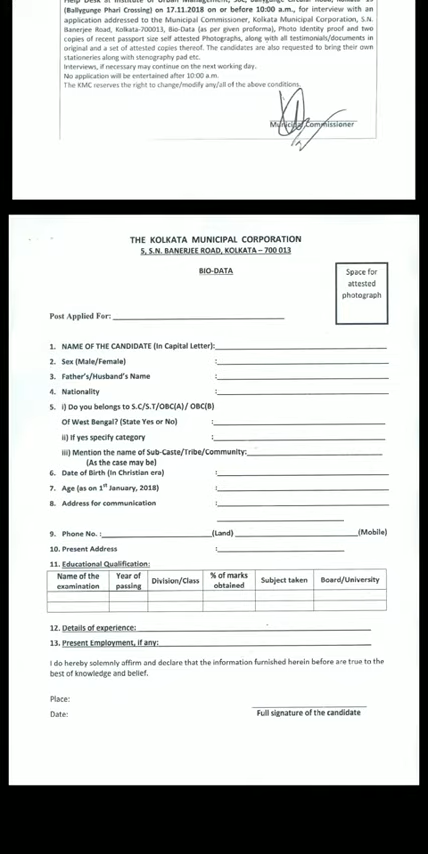 (Ballygunge Phari Crossing) on 17.11.2018 on or before 10:00 a.m., for interview with an
application addressed to the Municipal Commissioner, Kolkata Municipal Corporation, S.N.
Banerjee Road, Kolkata-700013, Bio-Data (as per given proforma), Photo Identity proof and two
copies of recent passport size self attested Photographs, along with all testimonials/documents in
original and a set of attested copies thereof. The candidates are also requested to bring their own
stationeries along with stenography pad etc.
Interviews, if necessary may continue on the next working day.
No application will be entertained after 10:00 a.m.
The KMC reserves the right to change/modify any/all of the above conditions.
Municipal Commissioner
THE KOLKATA MUNICIPAL CORPORATION
5, S.N. BANERJEE ROAD, KOLKATA – 700 013
BIO-DATA
Space for
attested
photograph
Post Applied For:
1. NAME OF THE CANDIDATE (In Capital Letter):
2. Sex (Male/Female) :
3. Father's/Husband's Name :
4. Nationality :
5. i) Do you belongs to S.C/S.T/OBC(A)/ OBC(B)
Of West Bengal? (State Yes or No) :
ii) If yes specify category :
iii) Mention the name of Sub-Caste/Tribe/Community:
(As the case may be)
6. Date of Birth (In Christian era) :
7. Age (as on 1st January, 2018) :
8. Address for communication :
9. Phone No. : (Land) (Mobile)
10. Present Address :
11. Educational Qualification:
Name of the examination Year of passing Division/Class % of marks obtained Subject taken Board/University
12. Details of experience:
13. Present Employment, if any:
I do hereby solemnly affirm and declare that the information furnished herein before are true to the
best of knowledge and belief.
Place:
Date: Full signature of the candidate